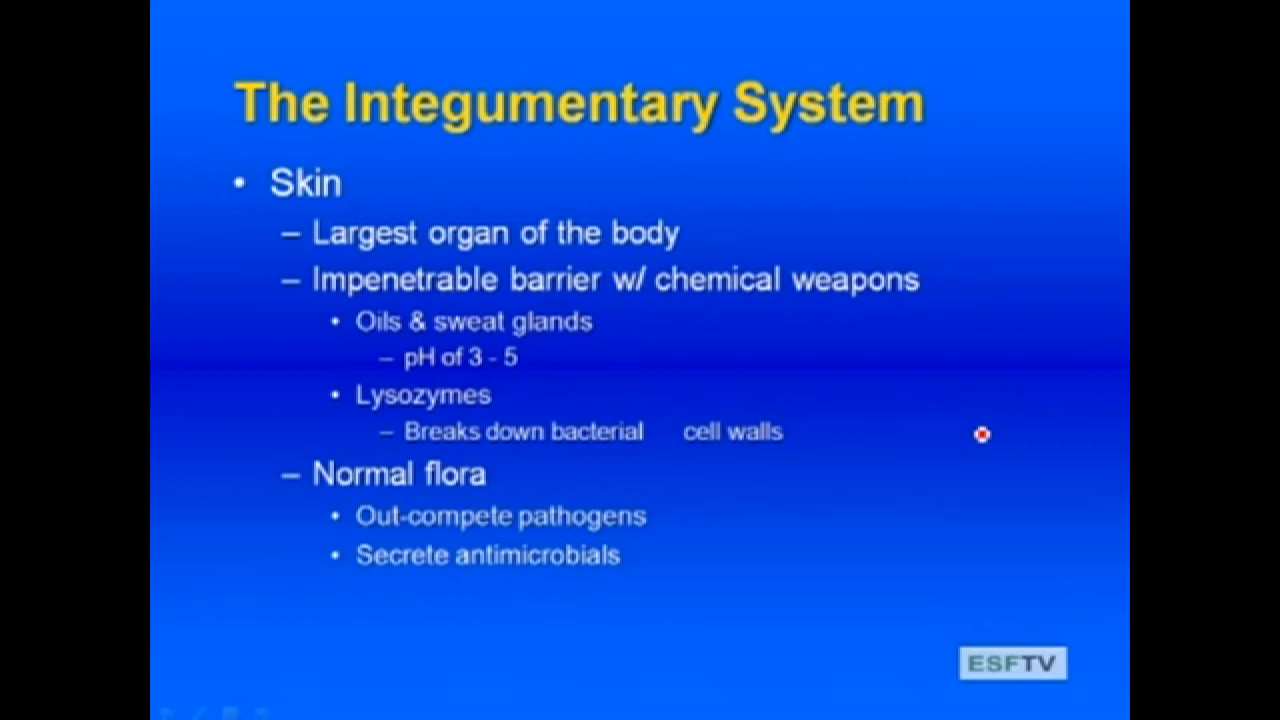 The Integumentary System
• Skin
– Largest organ of the body
– Impenetrable barrier w/ chemical weapons
• Oils & sweat glands
– pH of 3 - 5
• Lysozymes
– Breaks down bacterial cell walls
– Normal flora
• Out-compete pathogens
• Secrete antimicrobials
ESFTV